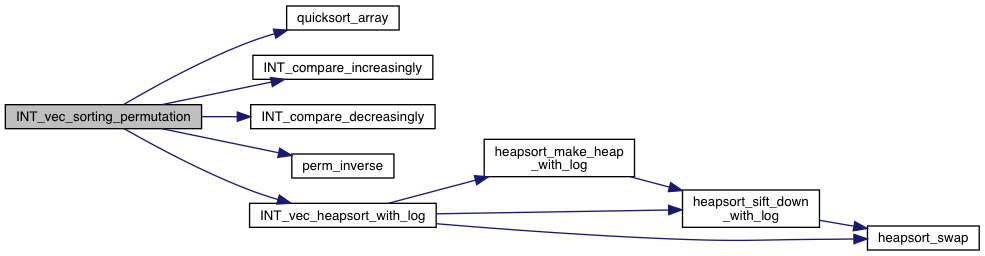 quicksort_array
INT_compare_increasingly
INT_vec_sorting_permutation
INT_compare_decreasingly
perm_inverse
heapsort_make_heap
_with_log
INT_vec_heapsort_with_log
heapsort_sift_down
_with_log
heapsort_swap